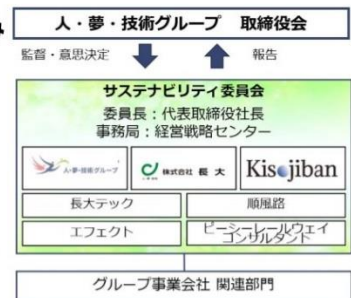 人・夢・技術グループ 取締役会
監督・意思決定
報告
サステナビリティ委員会
委員長：代表取締役社長
事務局：経営戦略センター
人・夢・技術グループ
株式会社 長 大
Kisojiban
長大テック
順風路
エフェクト
ピーシーレールウェイ
コンサルタント
グループ事業会社 関連部門